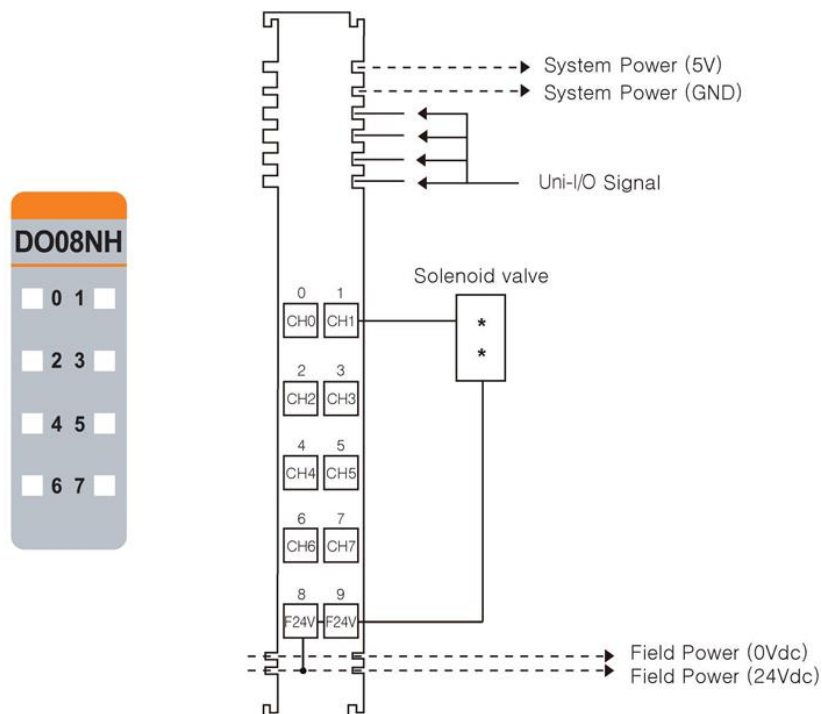 System Power (5V)
System Power (GND)
Uni-I/O Signal
DO08NH
0 1
2 3
4 5
6 7
Solenoid valve
0 1
CH0 CH1
*
*
2 3
CH2 CH3
4 5
CH4 CH5
6 7
CH6 CH7
8 9
F24V F24V
Field Power (0Vdc)
Field Power (24Vdc)